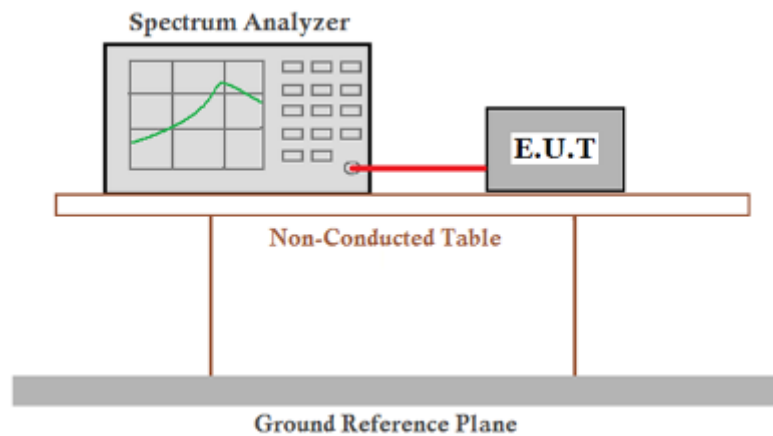 Spectrum Analyzer
E.U.T
Non-Conducted Table
Ground Reference Plane